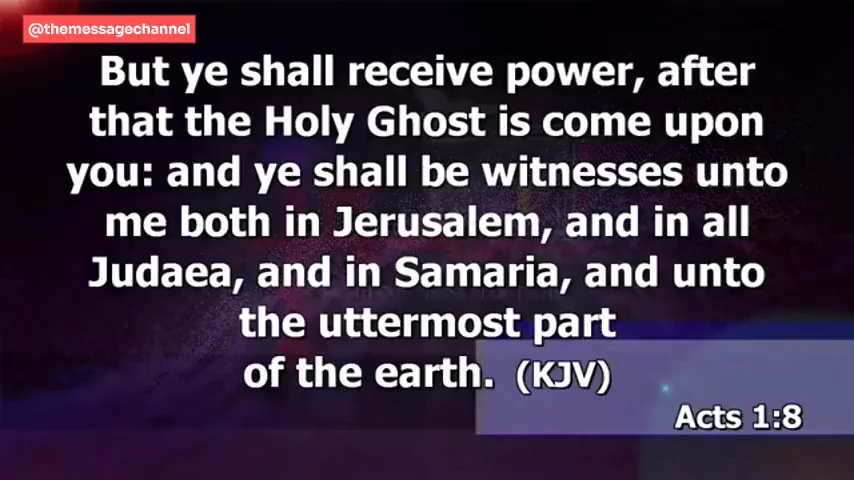 @themessagechannel
But ye shall receive power, after
that the Holy Ghost is come upon
you: and ye shall be witnesses unto
me both in Jerusalem, and in all
Judaea, and in Samaria, and unto
the uttermost part
of the earth. (KJV)
Acts 1:8